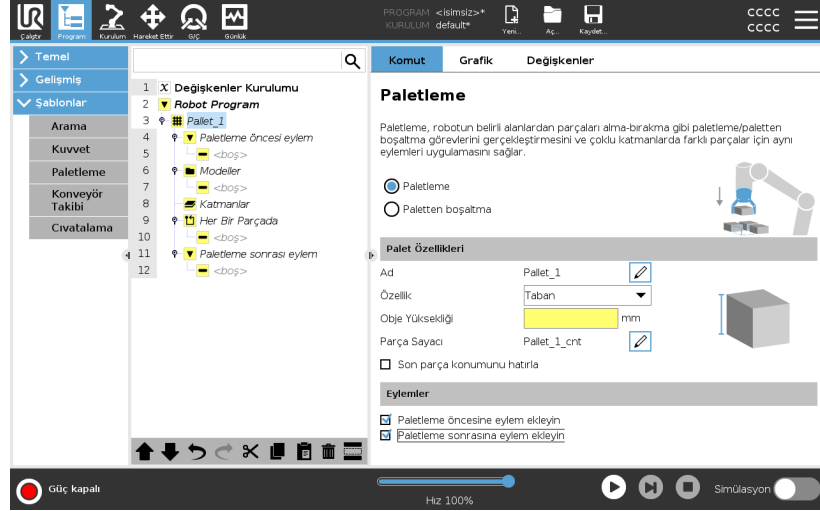 UR
PROGRAM <isimsiz>*
KURULUM default*
cccc
cccc
Çalıştır Program Kurulum Hareket Ettir G/Ç Günlük Yeni... Aç... Kaydet...
Temel
Gelişmiş
Şablonlar
Arama
Kuvvet
Paletleme
Konveyör
Takibi
Cıvatalama
1 X Değişkenler Kurulumu
2 Robot Program
3 Pallet_1
4 Paletleme öncesi eylem
5 <boş>
6 Modeller
7 <boş>
8 Katmanlar
9 Her Bir Parçada
10 <boş>
11 Paletleme sonrası eylem
12 <boş>
Komut Grafik Değişkenler
Paletleme
Paletleme, robotun belirli alanlardan parçaları alma-bırakma gibi paletleme/paletten
boşaltma görevlerini gerçekleştirmesini ve çoklu katmanlarda farklı parçalar için aynı
eylemleri uygulamasını sağlar.
Paletleme
Paletten boşaltma
Palet Özellikleri
Ad Pallet_1
Özellik Taban
Obje Yüksekliği mm
Parça Sayacı Pallet_1_cnt
Son parça konumunu hatırla
Eylemler
Paletleme öncesine eylem ekleyin
Paletleme sonrasına eylem ekleyin
Güç kapalı
Hız 100%
Simülasyon